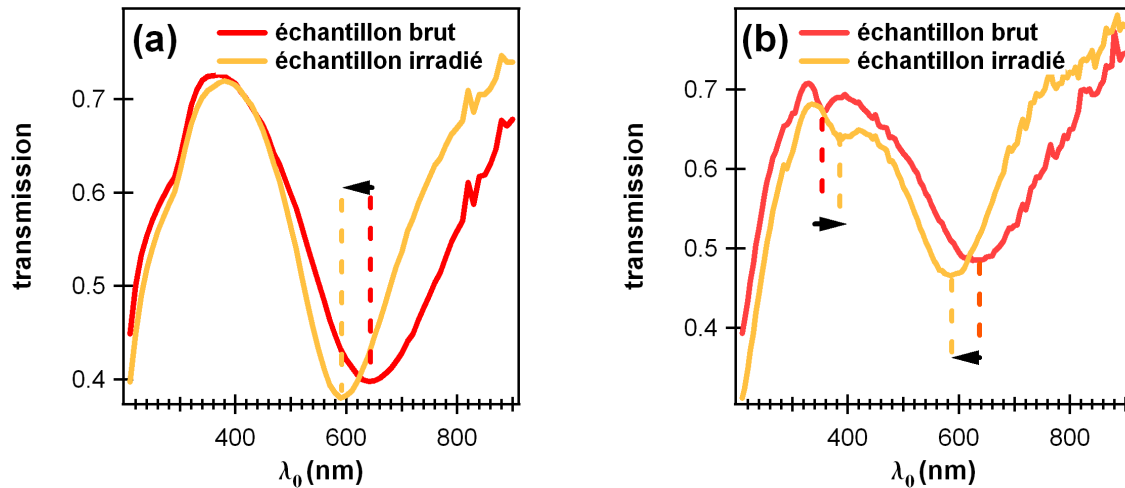 (a)
échantillon brut
échantillon irradié
transmission
0.7
0.6
0.5
0.4
400
600
800
λ₀ (nm)
(b)
échantillon brut
échantillon irradié
transmission
0.7
0.6
0.5
0.4
400
600
800
λ₀ (nm)